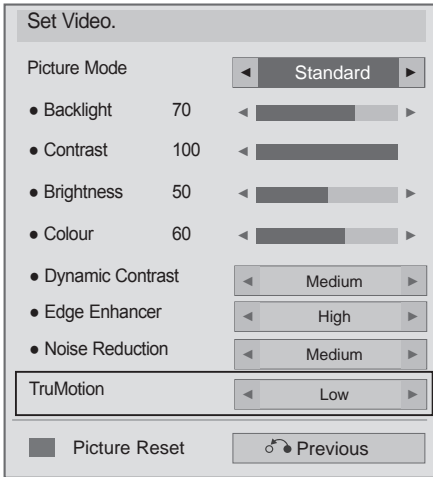 Set Video.
Picture Mode ◄ Standard ►
● Backlight 70 ◄ ►
● Contrast 100 ◄
● Brightness 50 ◄ ►
● Colour 60 ◄ ►
● Dynamic Contrast ◄ Medium ►
● Edge Enhancer ◄ High ►
● Noise Reduction ◄ Medium ►
TruMotion ◄ Low ►
Picture Reset Previous